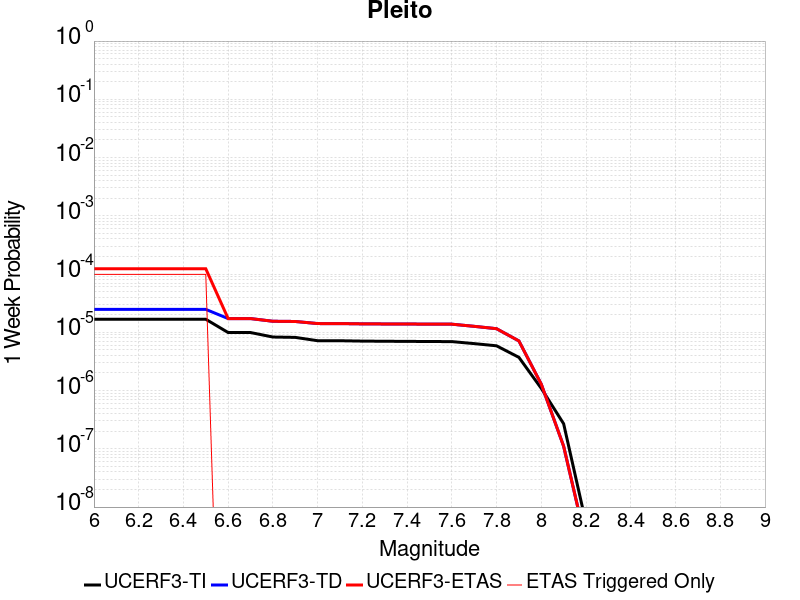 Pleito
10 0
10 -1
10 -2
10 -3
10 -4
10 -5
10 -6
10 -7
10 -8
1 Week Probability
6 6.2 6.4 6.6 6.8 7 7.2 7.4 7.6 7.8 8 8.2 8.4 8.6 8.8 9
Magnitude
UCERF3-TI UCERF3-TD UCERF3-ETAS ETAS Triggered Only